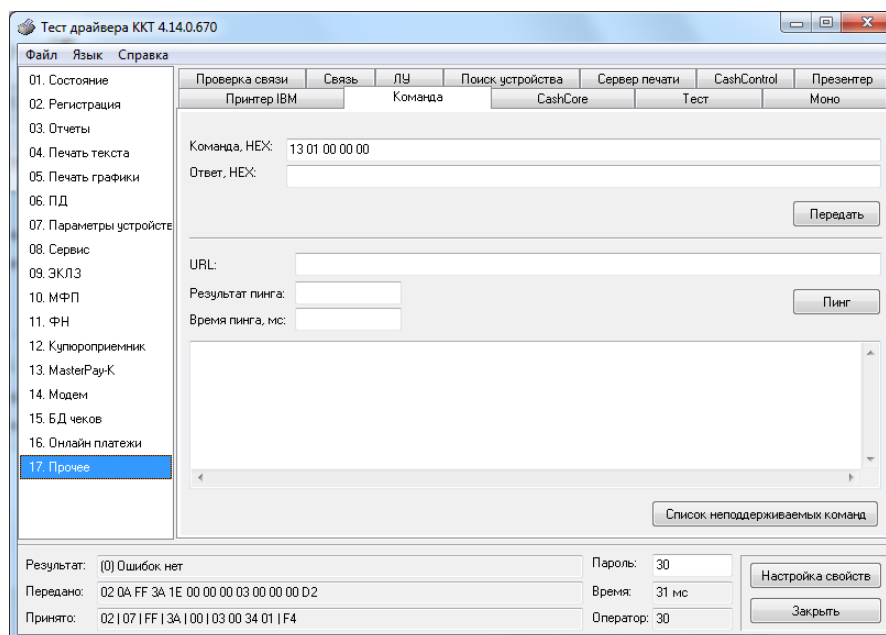 Тест драйвера ККТ 4.14.0.670
Файл Язык Справка
01. Состояние
02. Регистрация
03. Отчеты
04. Печать текста
05. Печать графики
06. ПД
07. Параметры устройств
08. Сервис
09. ЭКЛЗ
10. МФП
11. ФН
12. Купюроприемник
13. MasterPay-K
14. Модем
15. БД чеков
16. Онлайн платежи
17. Прочее
Проверка связи Связь ЛУ Поиск устройства Сервер печати CashControl Презентер
Принтер IBM Команда CashCore Тест Моно
Команда, HEX: 13 01 00 00 00
Ответ, HEX:
Передать
URL:
Результат пинга:
Пинг
Время пинга, мс:
Список неподдерживаемых команд
Результат: (0) Ошибок нет Пароль: 30
Настройка свойств
Передано: 02 0A FF 3A 1E 00 00 00 03 00 00 00 D2 Время: 31 мс
Принято: 02 | 07 | FF | 3A | 00 | 03 00 34 01 | F4 Оператор: 30
Закрыть